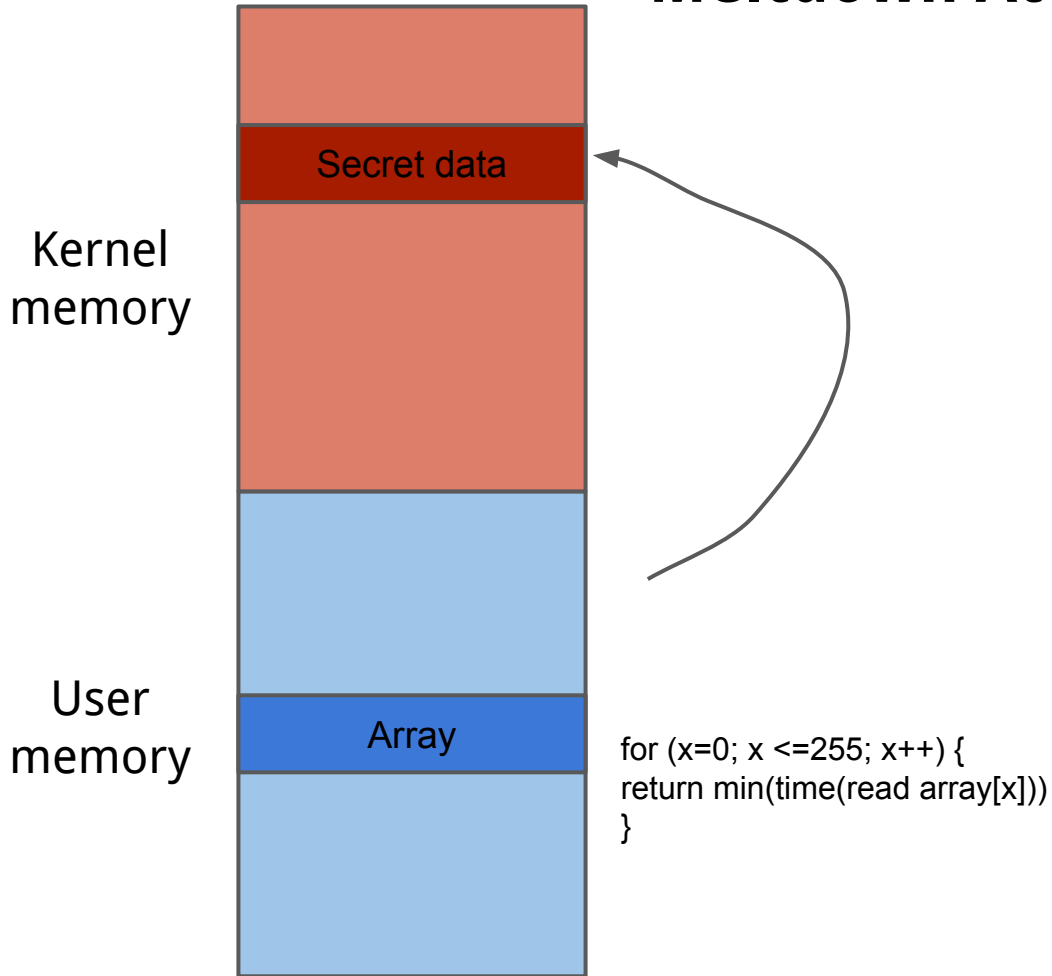 Secret data
Kernel
memory
User
memory
Array
for (x=0; x <=255; x++) {
return min(time(read array[x]))
}